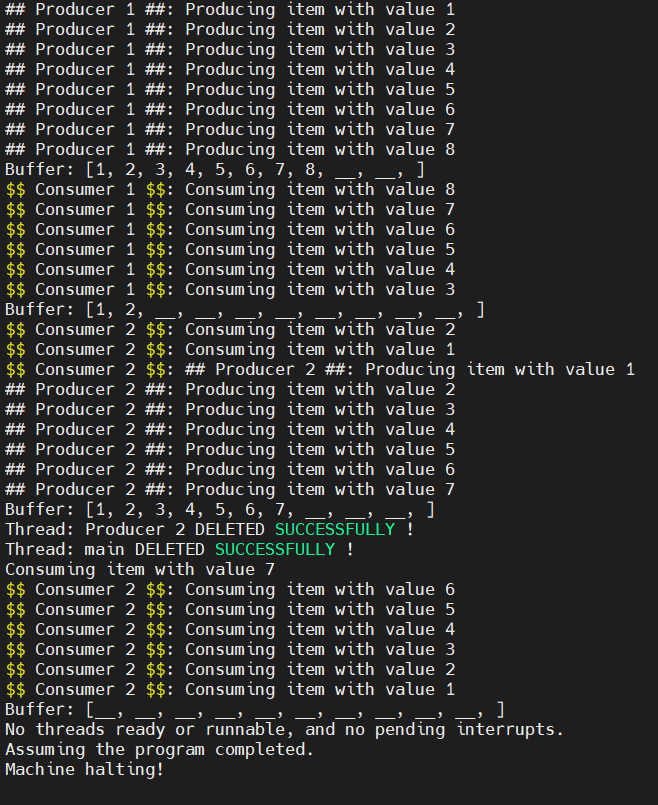 ## Producer 1 ##: Producing item with value 1
## Producer 1 ##: Producing item with value 2
## Producer 1 ##: Producing item with value 3
## Producer 1 ##: Producing item with value 4
## Producer 1 ##: Producing item with value 5
## Producer 1 ##: Producing item with value 6
## Producer 1 ##: Producing item with value 7
## Producer 1 ##: Producing item with value 8
Buffer: [1, 2, 3, 4, 5, 6, 7, 8, __, __, ]
$$ Consumer 1 $$: Consuming item with value 8
$$ Consumer 1 $$: Consuming item with value 7
$$ Consumer 1 $$: Consuming item with value 6
$$ Consumer 1 $$: Consuming item with value 5
$$ Consumer 1 $$: Consuming item with value 4
$$ Consumer 1 $$: Consuming item with value 3
Buffer: [1, 2, __, __, __, __, __, __, __, __, ]
$$ Consumer 2 $$: Consuming item with value 2
$$ Consumer 2 $$: Consuming item with value 1
$$ Consumer 2 $$: ## Producer 2 ##: Producing item with value 1
## Producer 2 ##: Producing item with value 2
## Producer 2 ##: Producing item with value 3
## Producer 2 ##: Producing item with value 4
## Producer 2 ##: Producing item with value 5
## Producer 2 ##: Producing item with value 6
## Producer 2 ##: Producing item with value 7
Buffer: [1, 2, 3, 4, 5, 6, 7, __, __, __, ]
Thread: Producer 2 DELETED SUCCESSFULLY !
Thread: main DELETED SUCCESSFULLY !
Consuming item with value 7
$$ Consumer 2 $$: Consuming item with value 6
$$ Consumer 2 $$: Consuming item with value 5
$$ Consumer 2 $$: Consuming item with value 4
$$ Consumer 2 $$: Consuming item with value 3
$$ Consumer 2 $$: Consuming item with value 2
$$ Consumer 2 $$: Consuming item with value 1
Buffer: [__, __, __, __, __, __, __, __, __, __, ]
No threads ready or runnable, and no pending interrupts.
Assuming the program completed.
Machine halting!